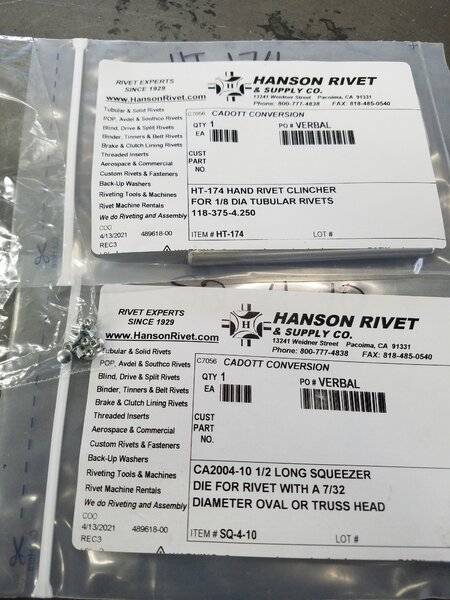 HT-174
RIVET EXPERTS
SINCE 1929
www.HansonRivet.com
HANSON RIVET
& SUPPLY CO.
13241 Weidner Street Pacoima, CA 91331
Phone: 800-777-4838 FAX: 818-485-0540
Tubular & Solid Rivets
POP, Avdel & Southco Rivets
Blind, Drive & Split Rivets
Binder, Tinners & Belt Rivets
Brake & Clutch Lining Rivets
Threaded Inserts
Aerospace & Commercial
Custom Rivets & Fasteners
Back-Up Washers
Riveting Tools & Machines
Rivet Machine Rentals
We do Riveting and Assembly
COO
4/13/2021 489618-00
REC3
C7056 CADOTT CONVERSION
QTY 1 PO # VERBAL
EA
CUST
PART
NO.
HT-174 HAND RIVET CLINCHER
FOR 1/8 DIA TUBULAR RIVETS
118-375-4.250
ITEM # HT-174 LOT #
RIVET EXPERTS
SINCE 1929
www.HansonRivet.com
H
HANSON RIVET
& SUPPLY CO.
13241 Weidner Street Pacoima, CA 91331
Phone: 800-777-4838 FAX: 818-485-0540
Tubular & Solid Rivets
POP, Avdel & Southco Rivets
Blind, Drive & Split Rivets
Binder, Tinners & Belt Rivets
Brake & Clutch Lining Rivets
Threaded Inserts
Aerospace & Commercial
Custom Rivets & Fasteners
Back-Up Washers
Riveting Tools & Machines
Rivet Machine Rentals
We do Riveting and Assembly
COO
4/13/2021 489618-00
REC3
C7056 CADOTT CONVERSION
QTY 1 PO # VERBAL
EA
CUST
PART
NO.
CA2004-10 1/2 LONG SQUEEZER
DIE FOR RIVET WITH A 7/32
DIAMETER OVAL OR TRUSS HEAD
ITEM # SQ-4-10 LOT #